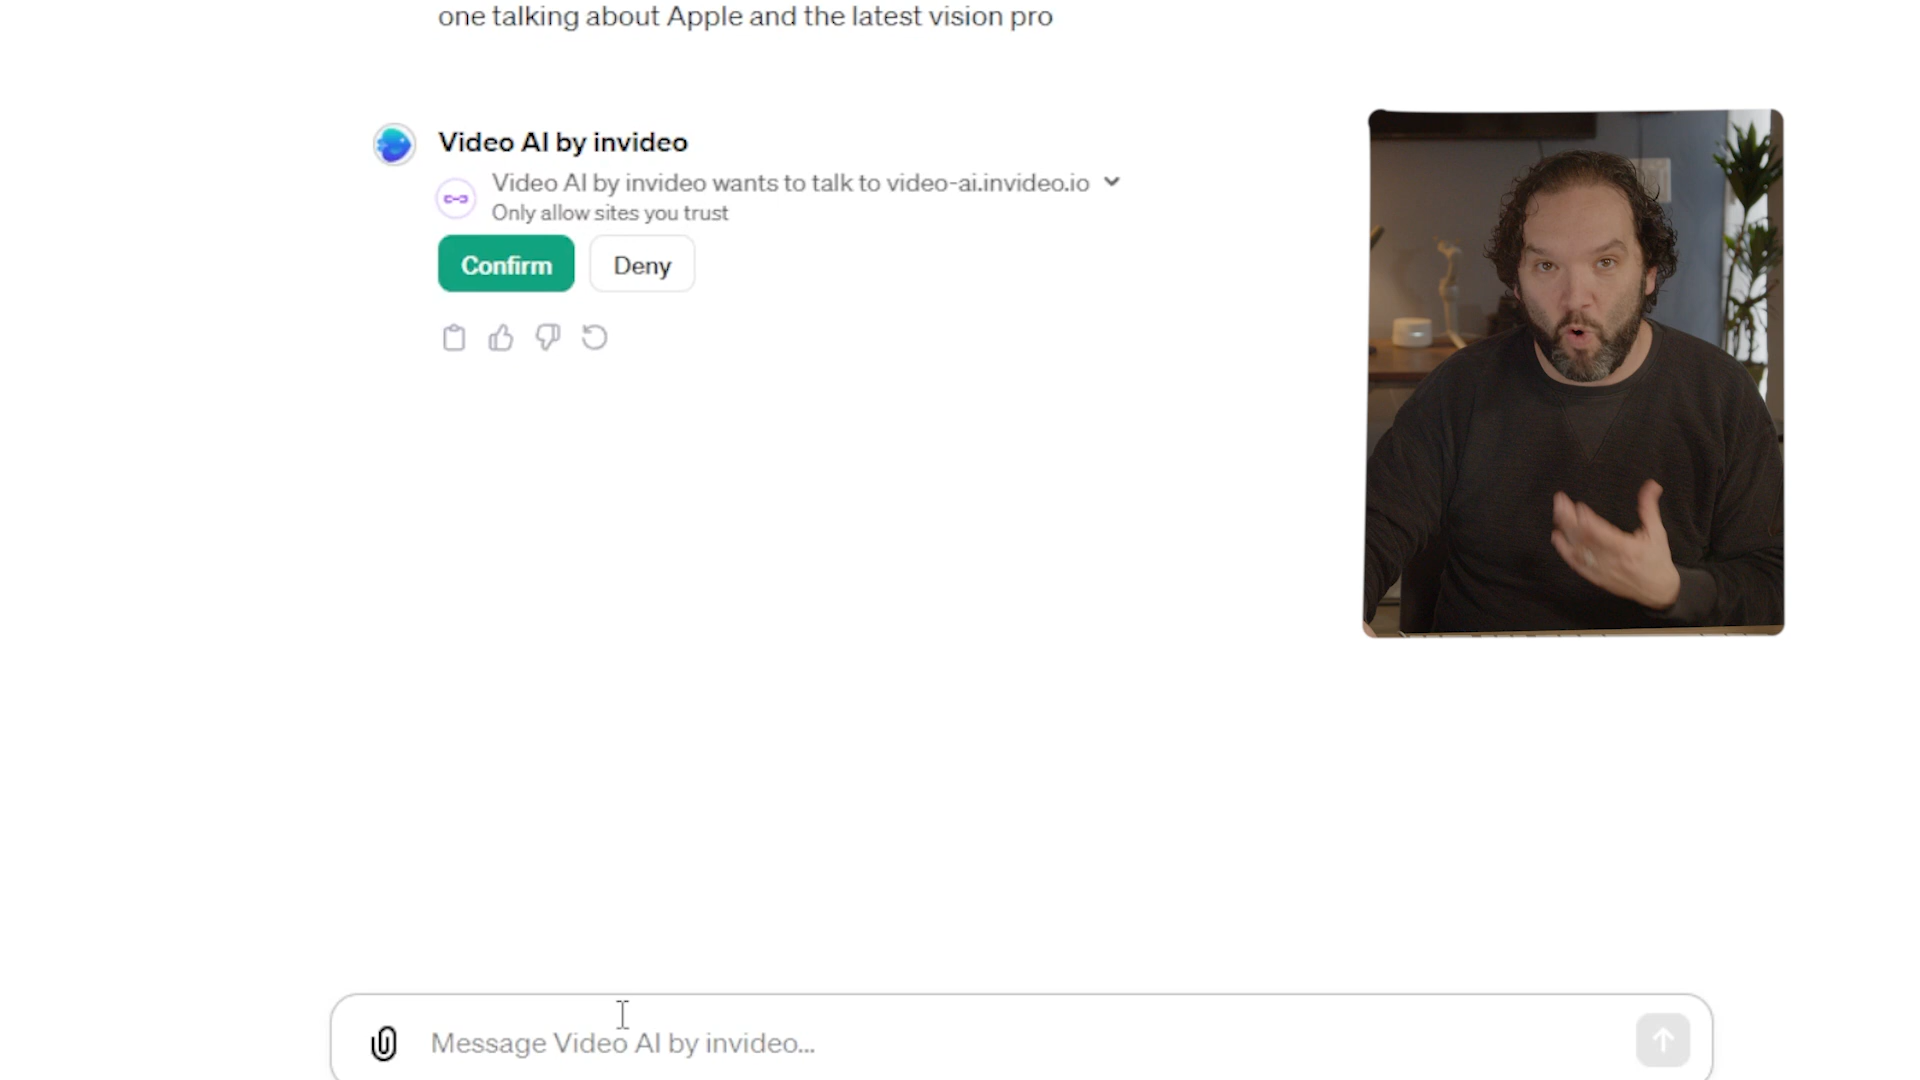 one talking about Apple and the latest vision pro
Video AI by invideo
Video AI by invideo wants to talk to video-ai.invideo.io
Only allow sites you trust
Confirm
Deny
Message Video AI by invideo...